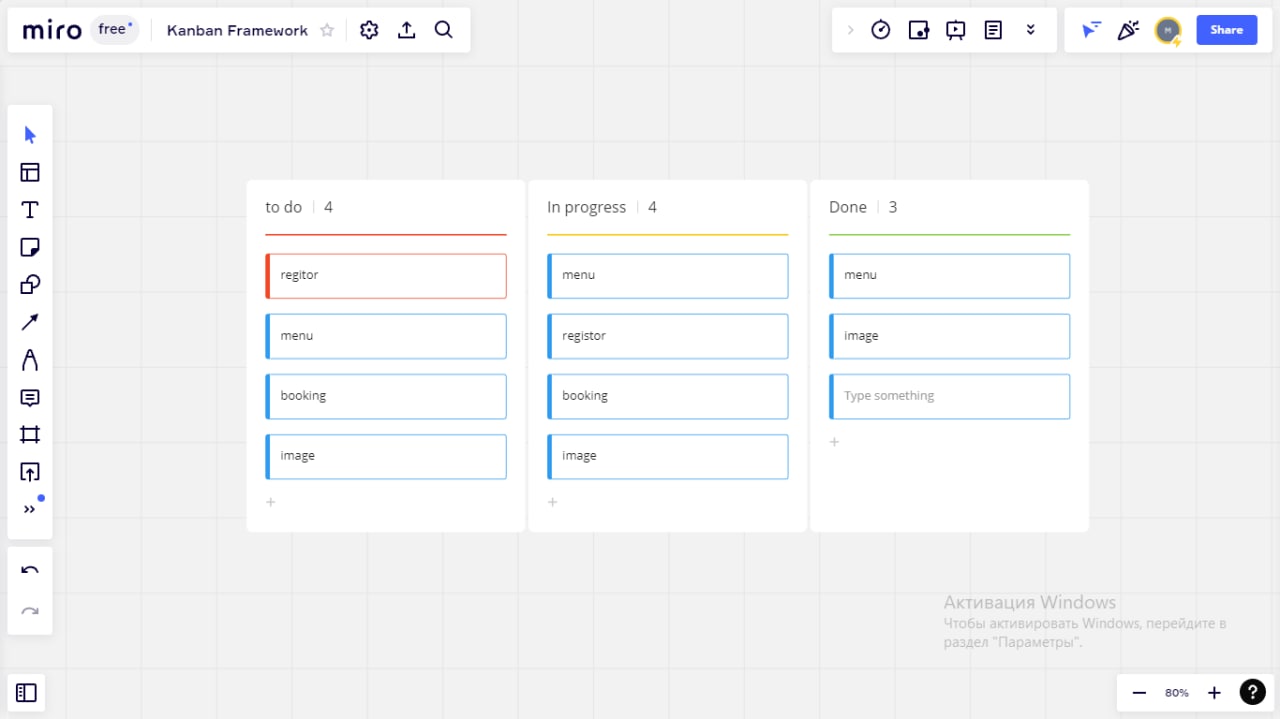 miro free Kanban Framework M Share
to do 4
In progress 4
Done 3
regitor
menu
booking
image
menu
registor
booking
image
menu
image
Type something
Активация Windows
Чтобы активировать Windows, перейдите в
раздел "Параметры".
80% ?